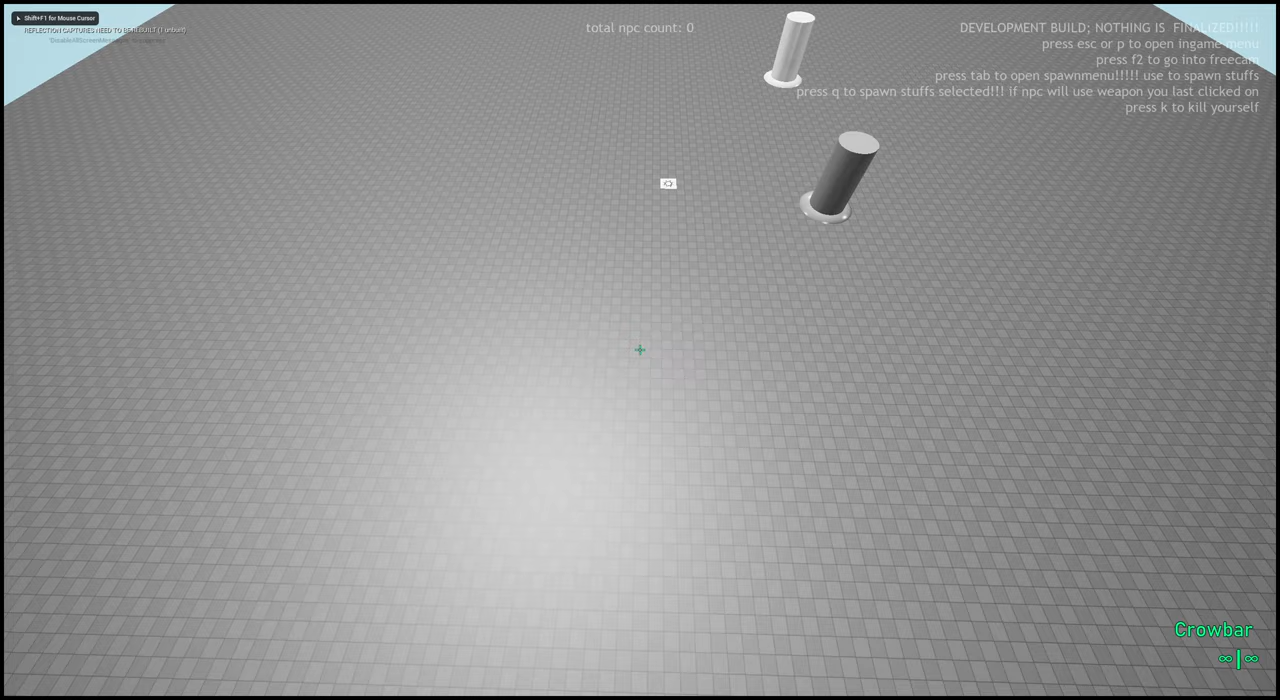 Shift+F1 for Mouse Cursor
REFLECTION CAPTURES NEED TO BE REBUILT (1 unbuilt)
'DisableAllScreenMessages' to suppress
total npc count: 0
DEVELOPMENT BUILD; NOTHING IS FINALIZED!!!!!
press esc or p to open ingame menu
press f2 to go into freecam
press tab to open spawnmenu!!!!! use to spawn stuffs
press q to spawn stuffs selected!!! if npc will use weapon you last clicked on
press k to kill yourself
Crowbar
∞|∞